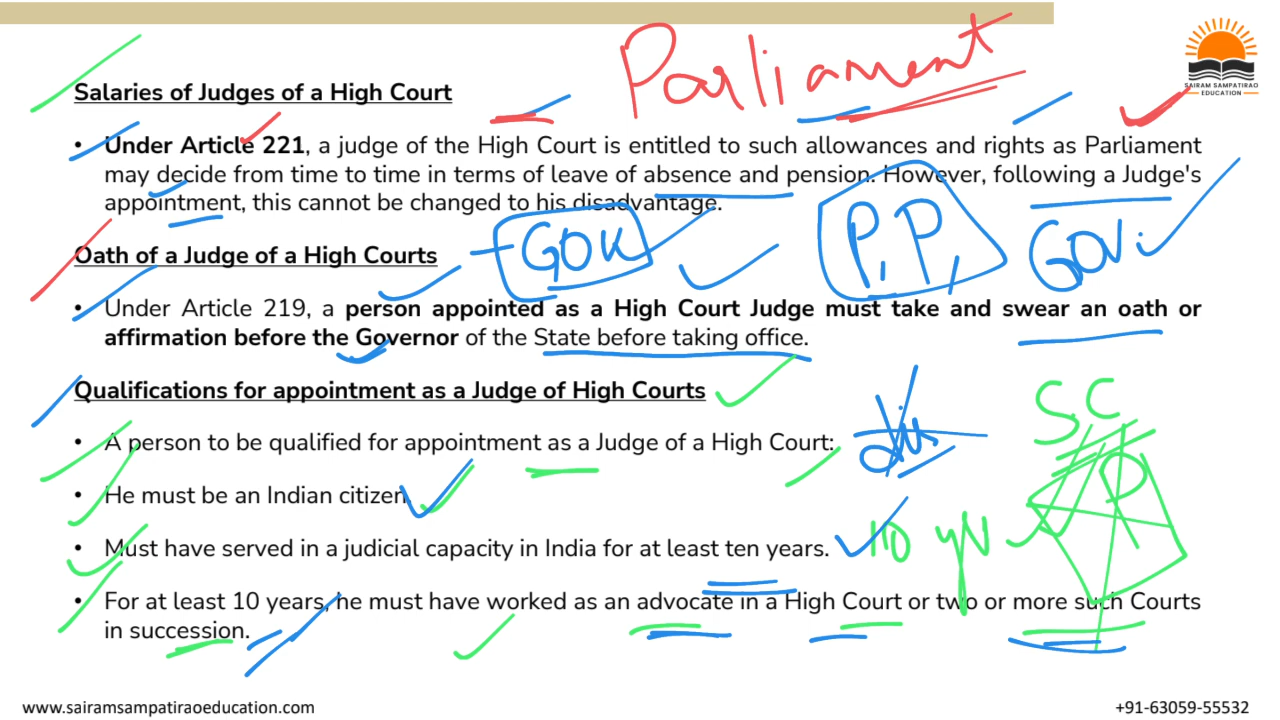 Parliament
SAIRAM SAMPATIRAO
EDUCATION
Salaries of Judges of a High Court
• Under Article 221, a judge of the High Court is entitled to such allowances and rights as Parliament
may decide from time to time in terms of leave of absence and pension. However, following a Judge's
appointment, this cannot be changed to his disadvantage.
Oath of a Judge of a High Courts
P, P,
• Under Article 219, a person appointed as a High Court Judge must take and swear an oath or
affirmation before the Governor of the State before taking office.
Qualifications for appointment as a Judge of High Courts
SC
• A person to be qualified for appointment as a Judge of a High Court:
• He must be an Indian citizen.
P
• Must have served in a judicial capacity in India for at least ten years.
10
• For at least 10 years, he must have worked as an advocate in a High Court or two or more such Courts
in succession.
www.sairamsampatiraoeducation.com
+91-63059-55532